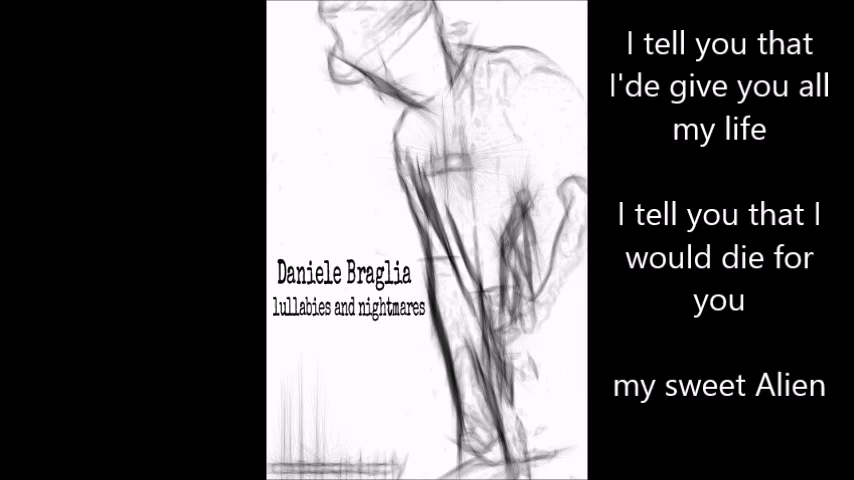 Daniele Braglia
lullabies and nightmares
I tell you that
I'de give you all
my life
I tell you that I
would die for
you
my sweet Alien